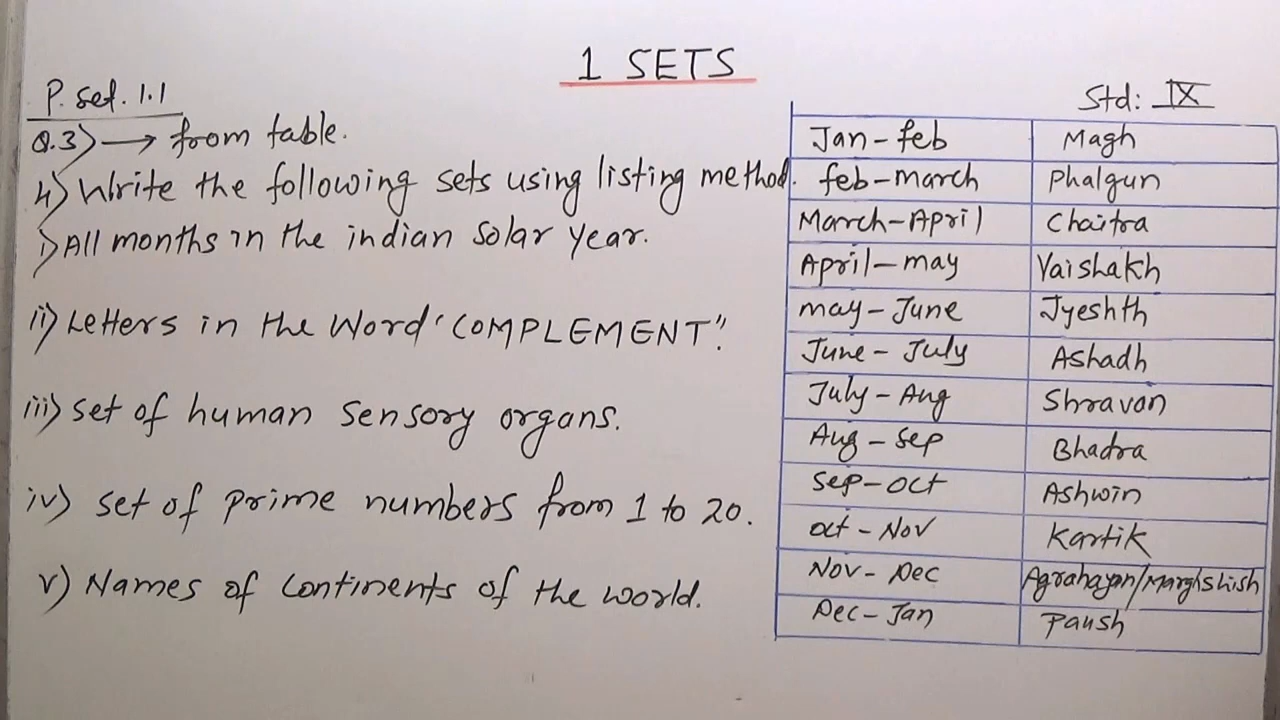 1 SETS
P. set. 1.1
Std: IX
Q.3) → from table.
4) Write the following sets using listing method.
i) All months in the indian Solar year.
ii) Letters in the Word "COMPLEMENT".
iii) Set of human Sensory organs.
iv) Set of prime numbers from 1 to 20.
v) Names of Continents of the world.
Jan - feb Magh
feb - march Phalgun
March - April Chaitra
April - may Vaishakh
may - June Jyeshth
June - July Ashadh
July - Aug Shravan
Aug - Sep Bhadra
Sep - oct Ashwin
oct - Nov Kartik
Nov - Dec Agrahayan/Marghshish
Dec - Jan Paush